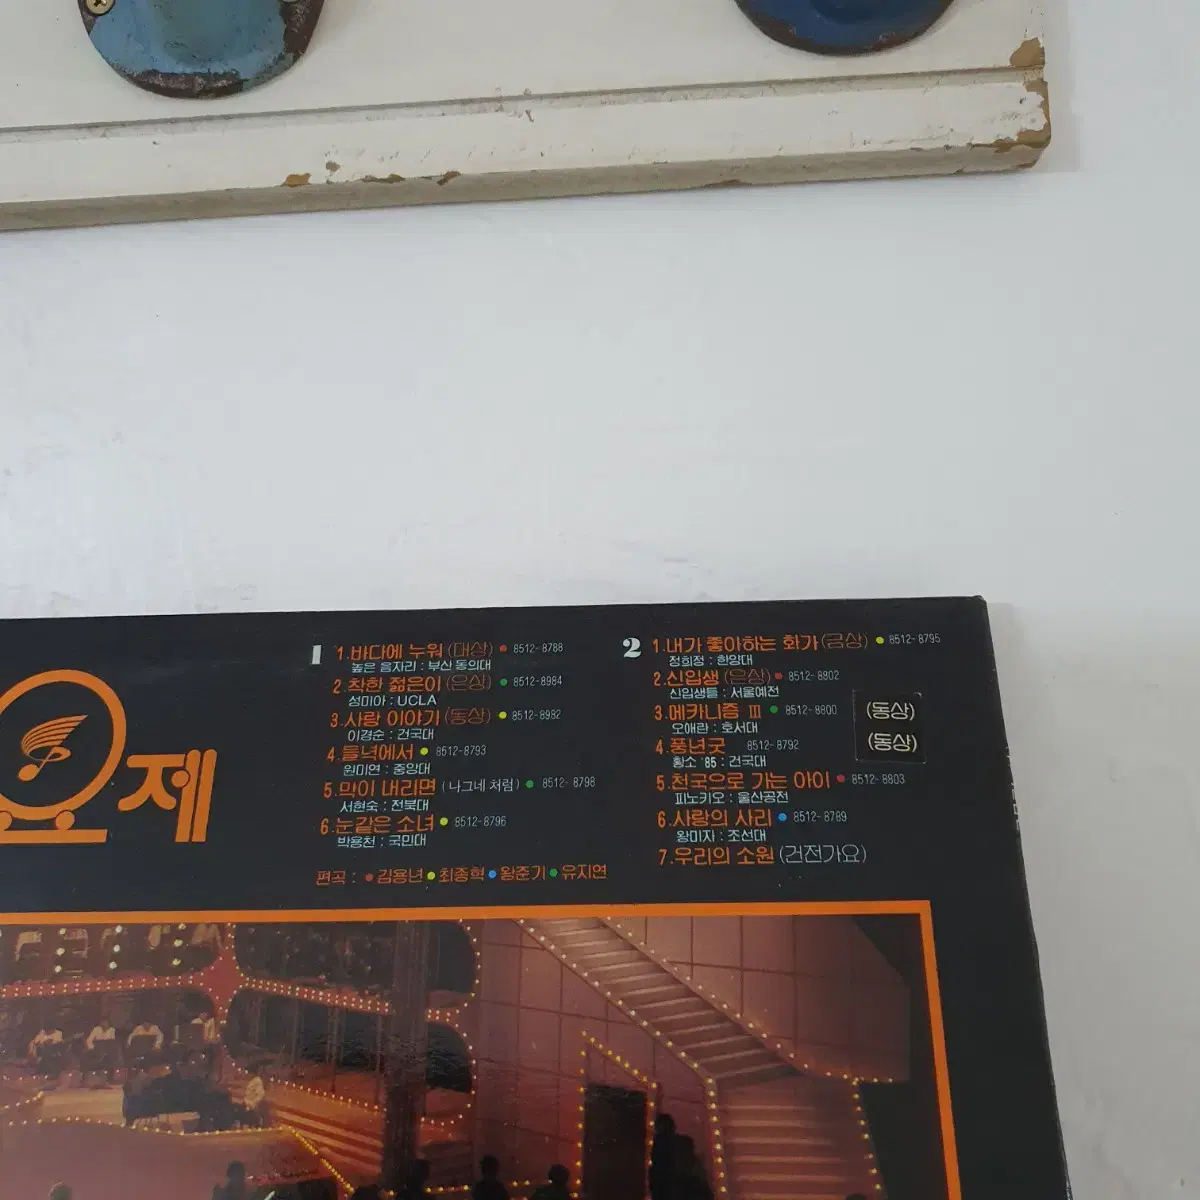 요제
1
1.바다에 누워 (대상) 8512-8788
높은 음자리 : 부산 동의대
2.착한 젊은이 (은상) 8512-8984
성미아 : UCLA
3.사랑 이야기 (동상) 8512-8982
이경순 : 건국대
4.들녘에서 8512-8793
원미연 : 중앙대
5.막이 내리면 (나그네 처럼) 8512-8798
서현숙 : 전북대
6.눈같은 소녀 8512-8796
박용천 : 국민대
편곡 : 김용년 최종혁 왕준기 유지연
2
1.내가 좋아하는 화가 (금상) 8512-8795
정희정 : 한양대
2.신입생 (은상) 8512-8802
신입생들 : 서울예전
3.메카니즘 III 8512-8800 (동상)
오애란 : 호서대
4.풍년굿 8512-8792 (동상)
황소 '85 : 건국대
5.천국으로 가는 아이 8512-8803
피노키오 : 울산공전
6.사랑의 사리 8512-8789
왕미자 : 조선대
7.우리의 소원 (건전가요)